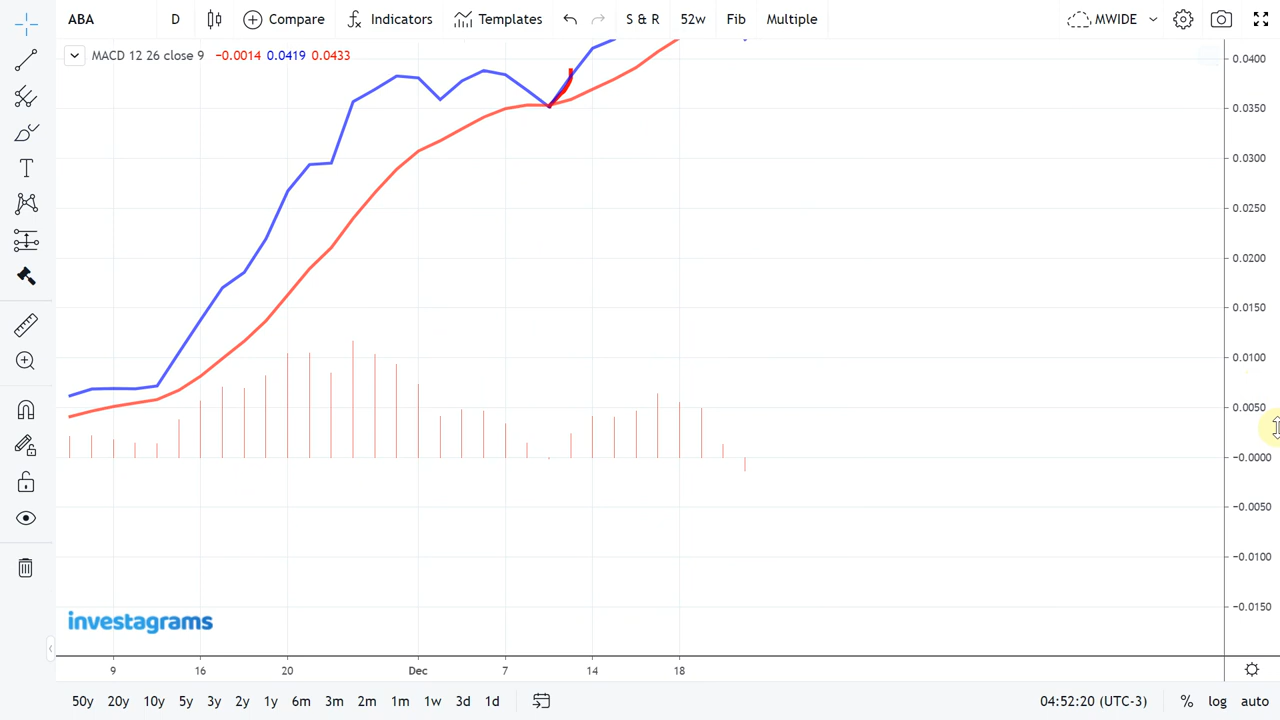 ABA D Compare Indicators Templates S & R 52w Fib Multiple MWIDE
MACD 12 26 close 9 −0.0014 0.0419 0.0433
0.0400
0.0350
0.0300
0.0250
0.0200
0.0150
0.0100
0.0050
−0.0000
−0.0050
−0.0100
−0.0150
investagrams
9 16 20 Dec 7 14 18
50y 20y 10y 5y 3y 2y 1y 6m 3m 2m 1m 1w 3d 1d 04:52:20 (UTC-3) % log auto